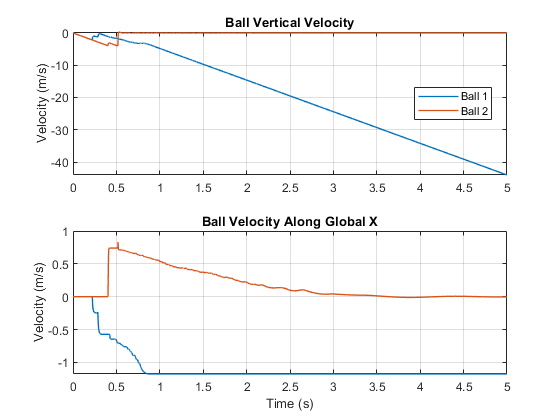 Ball Vertical Velocity
Velocity (m/s)
0
-10
-20
-30
-40
Ball 1
Ball 2
0 0.5 1 1.5 2 2.5 3 3.5 4 4.5 5
Ball Velocity Along Global X
Velocity (m/s)
1
0.5
0
-0.5
-1
0 0.5 1 1.5 2 2.5 3 3.5 4 4.5 5
Time (s)